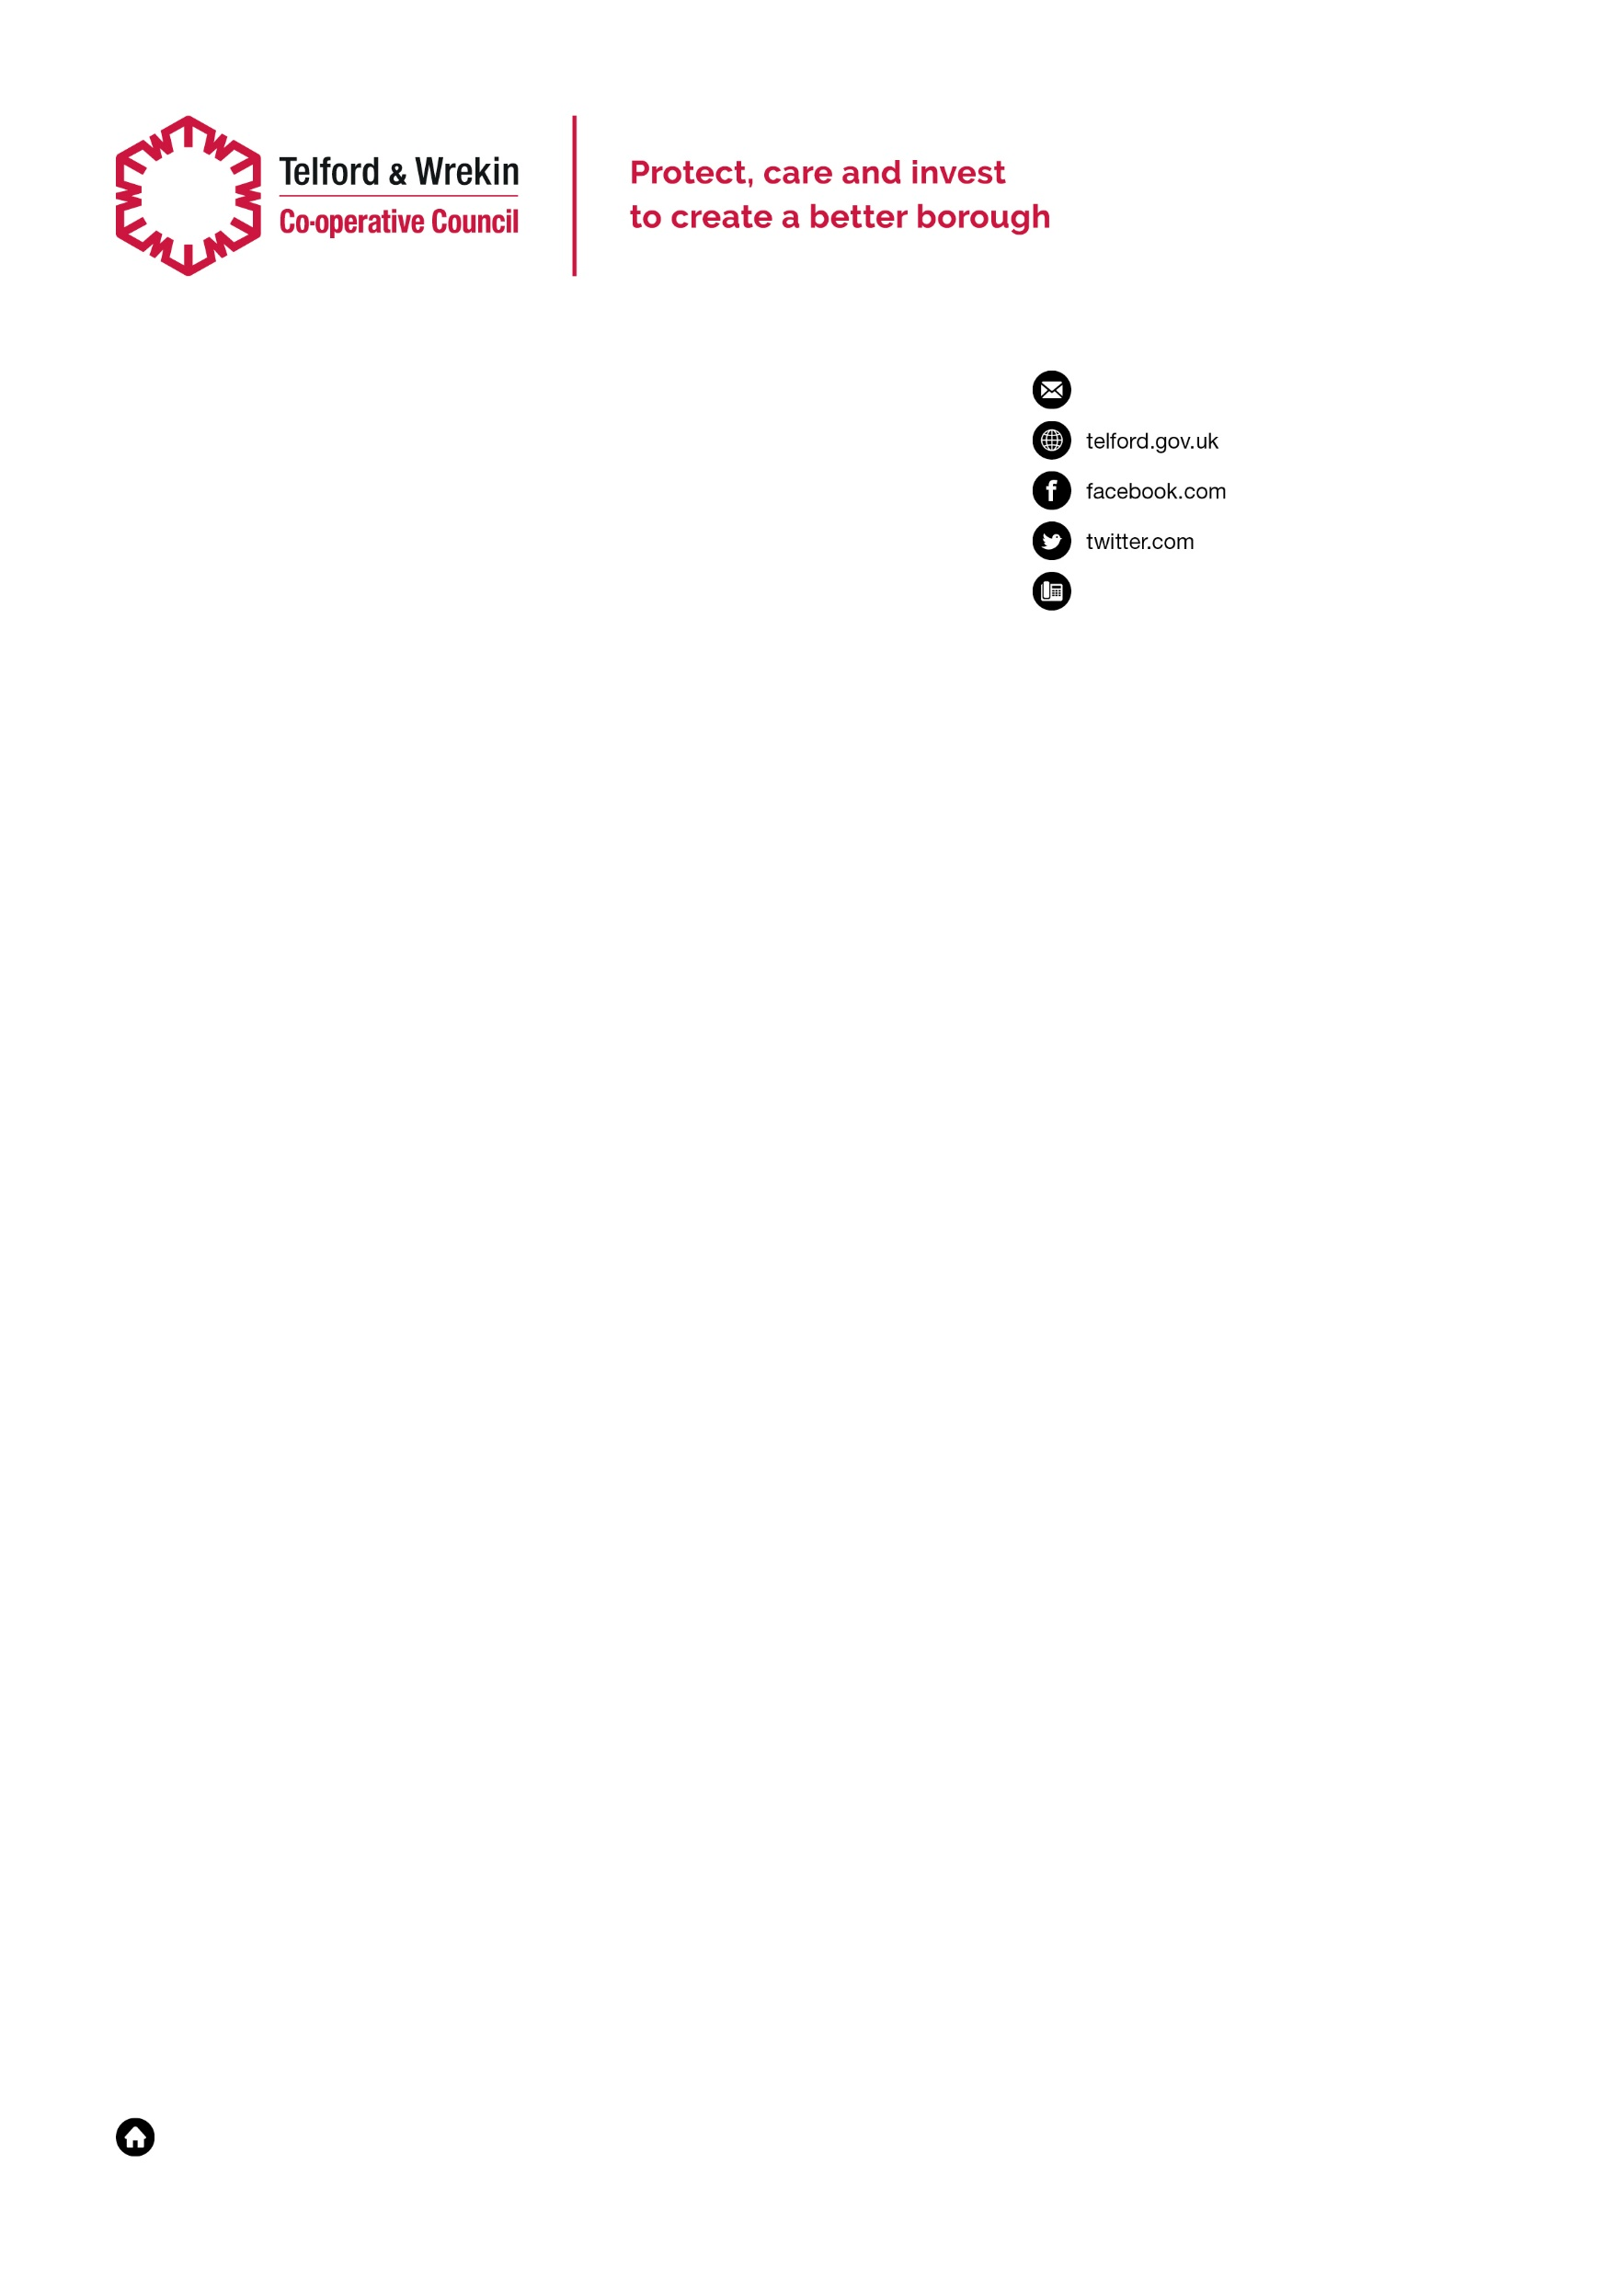 Telford & Wrekin
Co-operative Council
Protect, care and invest
to create a better borough
telford.gov.uk
facebook.com
twitter.com